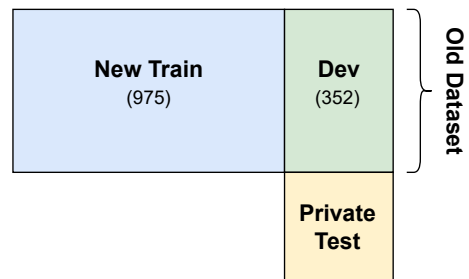 New Train
(975)
Dev
(352)
Old Dataset
Private
Test